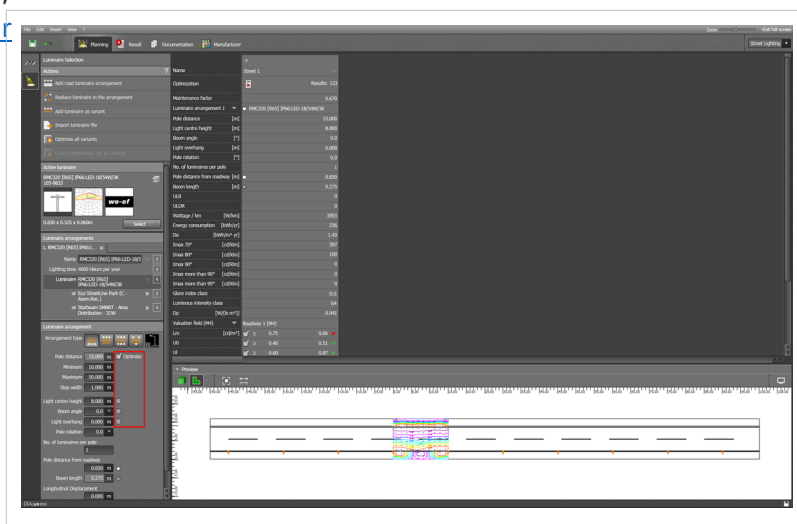 File Edit Insert View ?
Zoom
Exit full screen
Planning
Result
Documentation
Manufacturer
Street Lighting
Luminaire Selection
Actions
?
Add road luminaire arrangement
Replace luminaire in the arrangement
Add luminaire as variant
Import luminaire file
Optimise all variants
Active luminaire
RMC320 [R65] IP66:LED-18/54W/3K
105-9823
we-ef
0.650 x 0.325 x 0.060m
Select
Luminaire arrangements
1. RMC320 [R65] IP66:L... x
Name RMC320 [R65] IP66:LED-18/5
Lighting time 4000 Hours per year
Luminaire RMC320 [R65]
IP66:LED-18/54W/3K
or Eco StreetLine Park (C -
Asym.Rec.)
or Starbeam SMART - Area
Distribution - 31W
Luminaire arrangement
Arrangement type
Pole distance 15.000 m Optimise
Minimum 10.000 m
Maximum 50.000 m
Step width 1.000 m
Light centre height 8.000 m
Boom angle 0.0 °
Light overhang 0.000 m
Pole rotation 0.0 °
No. of luminaires per pole
1
Pole distance from roadway
0.650 m
Boom length 0.275 m
Longitudinal Displacement
0.000 m
Name Street 1
Optimization Results: 123
Maintenance factor 0.670
Luminaire arrangement 1 RMC320 [R65] IP66:LED-18/54W/3K
Pole distance [m] 15.000
Light centre height [m] 8.000
Boom angle [°] 0.0
Light overhang [m] 0.000
Pole rotation [°] 0.0
No. of luminaires per pole 1
Pole distance from roadway [m] 0.650
Boom length [m] 0.275
ULR 0
ULOR 0
Wattage / km [W/km] 3953
Energy consumption [kWh/yr] 236
De [kWh/m² yr] 1.43
Imax 70° [cd/klm] 397
Imax 80° [cd/klm] 100
Imax 90° [cd/klm] 0
Imax more than 90° [cd/klm] 0
Imax more than 95° [cd/klm] 0
Glare index class D.5
Luminous intensity class G4
Dp [W/(lx m²)] 0.041
Valuation field (M4) Roadway 1 (M4)
Lm [cd/m²] ≥ 0.75 0.66
U0 ≥ 0.40 0.51
Ul ≥ 0.60 0.87
Preview